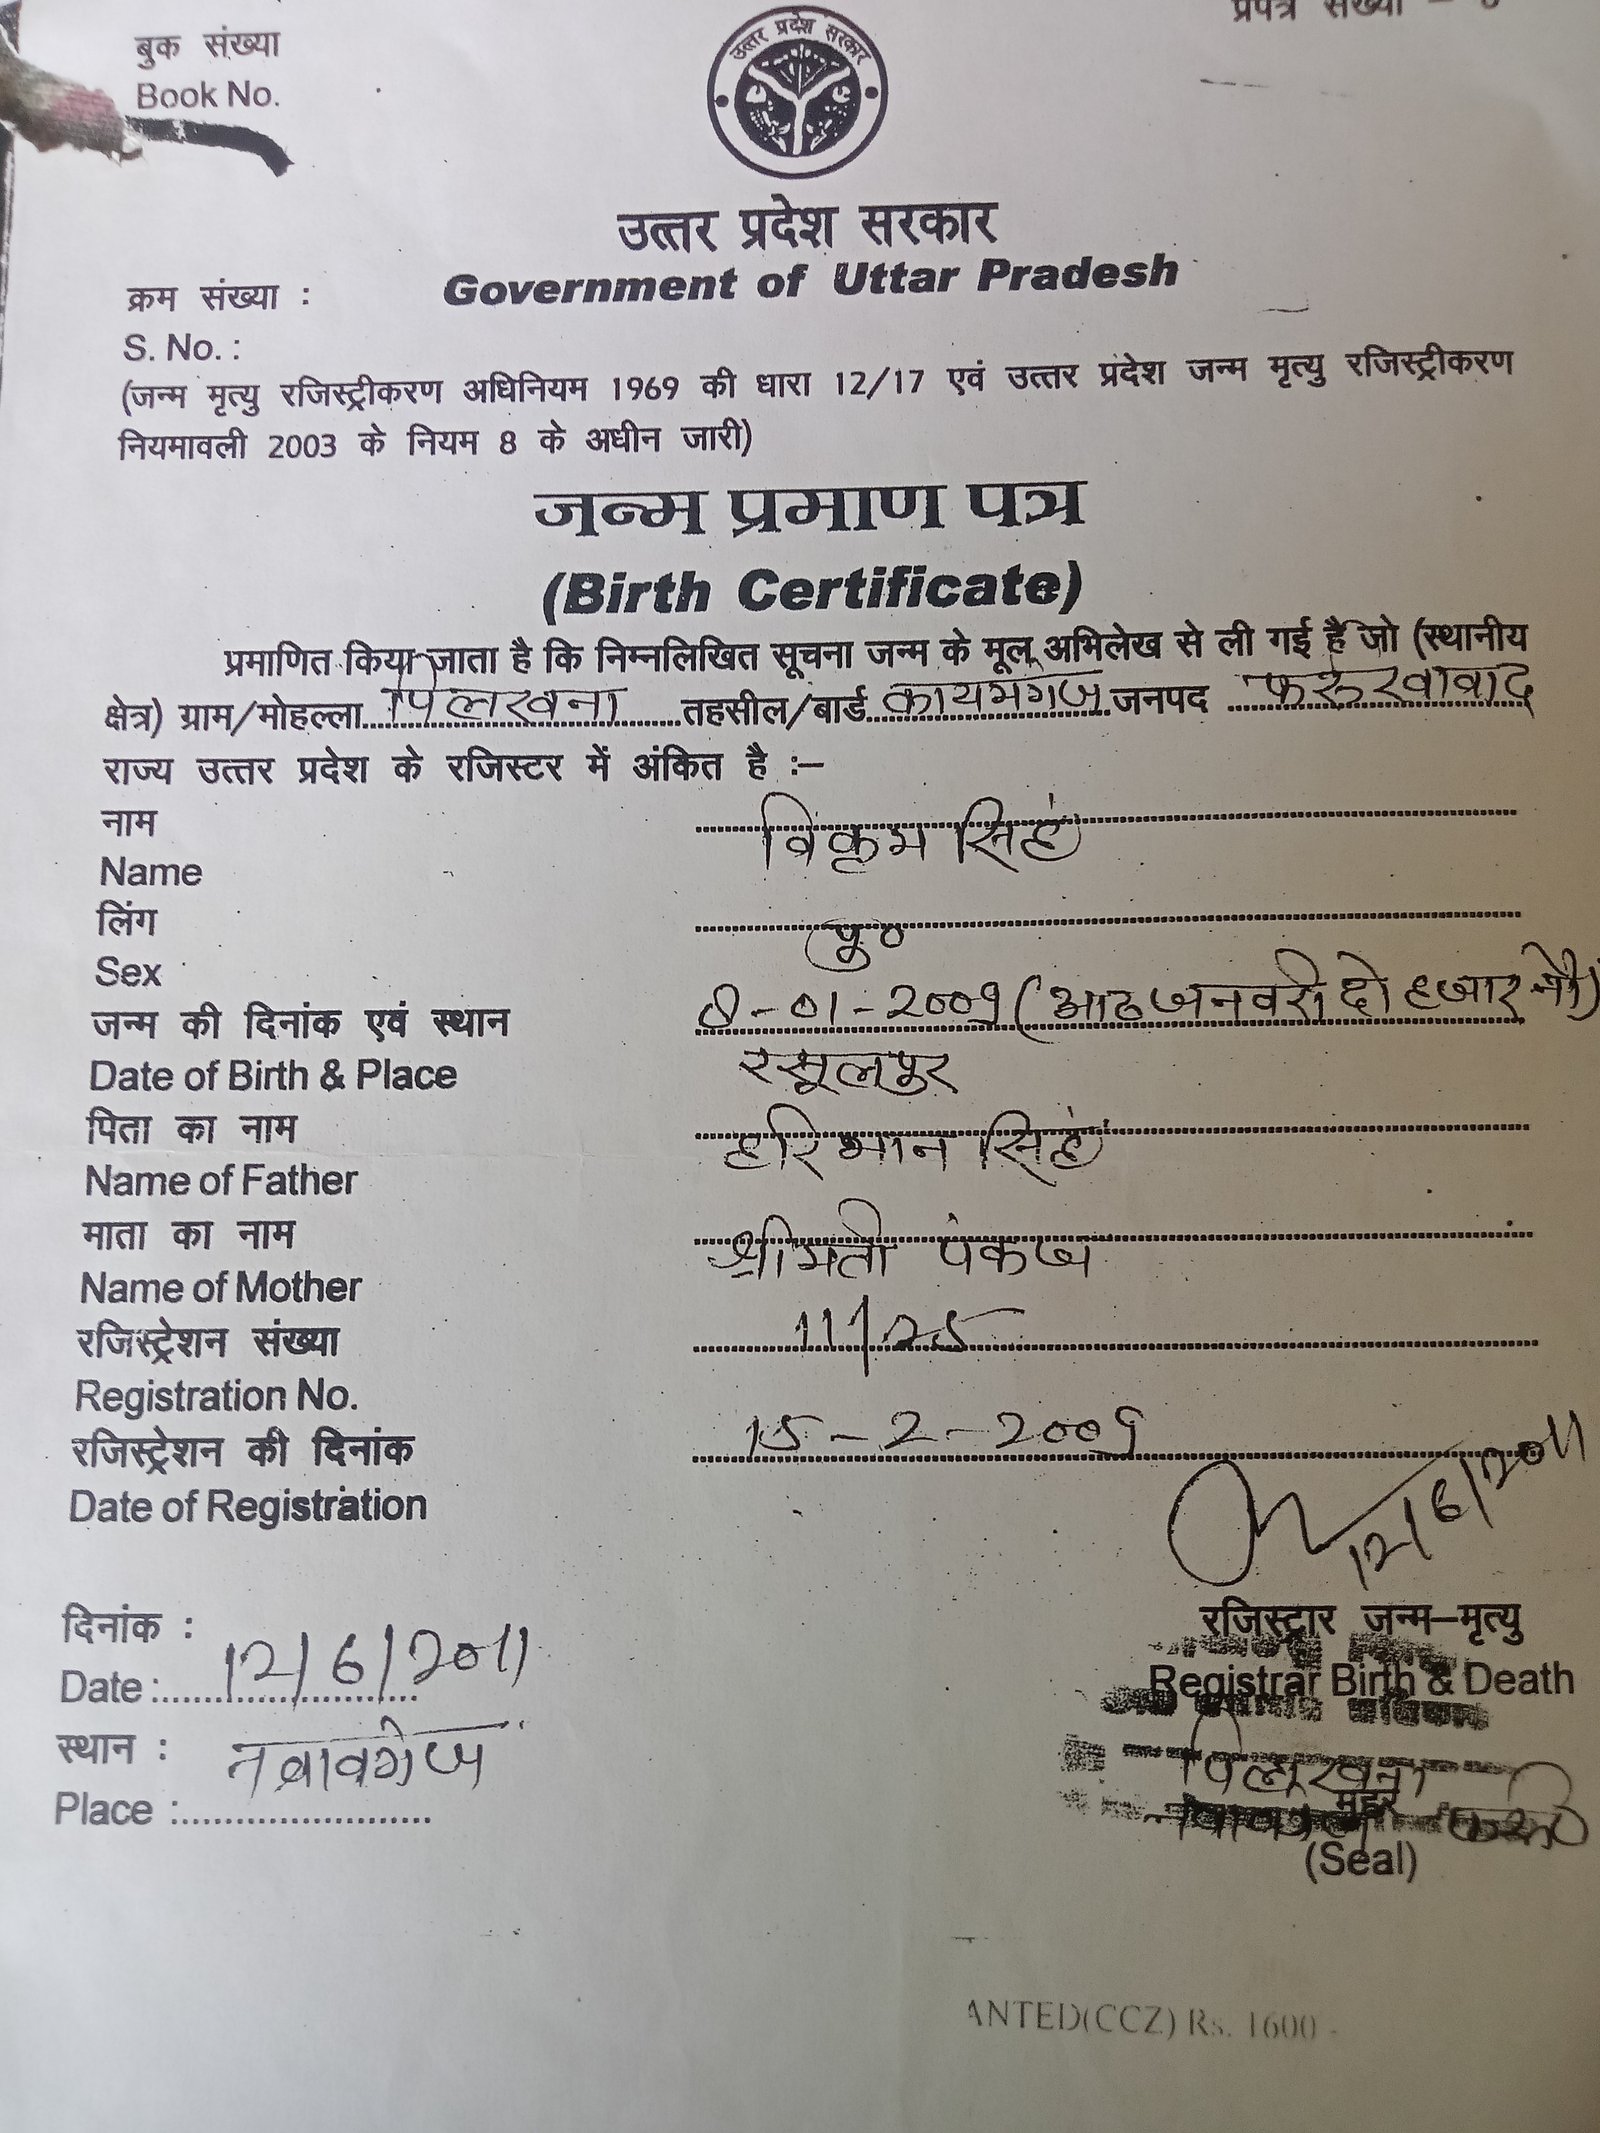 प्रपत्र संख्या –
बुक संख्या
Book No.
उत्तर प्रदेश सरकार
उत्तर प्रदेश सरकार
Government of Uttar Pradesh
क्रम संख्या :
S. No. :
(जन्म मृत्यु रजिस्ट्रीकरण अधिनियम 1969 की धारा 12/17 एवं उत्तर प्रदेश जन्म मृत्यु रजिस्ट्रीकरण
नियमावली 2003 के नियम 8 के अधीन जारी)
जन्म प्रमाण पत्र
(Birth Certificate)
प्रमाणित किया जाता है कि निम्नलिखित सूचना जन्म के मूल अभिलेख से ली गई है जो (स्थानीय
क्षेत्र) ग्राम/मोहल्ला पिलखना तहसील/बार्ड कायमगंज जनपद फरूखाबाद
राज्य उत्तर प्रदेश के रजिस्टर में अंकित है :–
नाम
Name विक्रम सिंह
लिंग
Sex पु०
जन्म की दिनांक एवं स्थान 8-01-2009 (आठ जनवरी दो हजार नौ)
Date of Birth & Place रसूलपुर
पिता का नाम
Name of Father हरिभान सिंह
माता का नाम
Name of Mother श्रीमती पंकज
रजिस्ट्रेशन संख्या 11/25
Registration No.
रजिस्ट्रेशन की दिनांक 15-2-2009
Date of Registration
12/6/2011
दिनांक :
Date : 12/6/2011
स्थान :
Place : नबावगंज
रजिस्ट्रार जन्म–मृत्यु
Registrar Birth & Death
पिलखना
मुहर
(Seal)
ANTED(CCZ) Rs. 1600